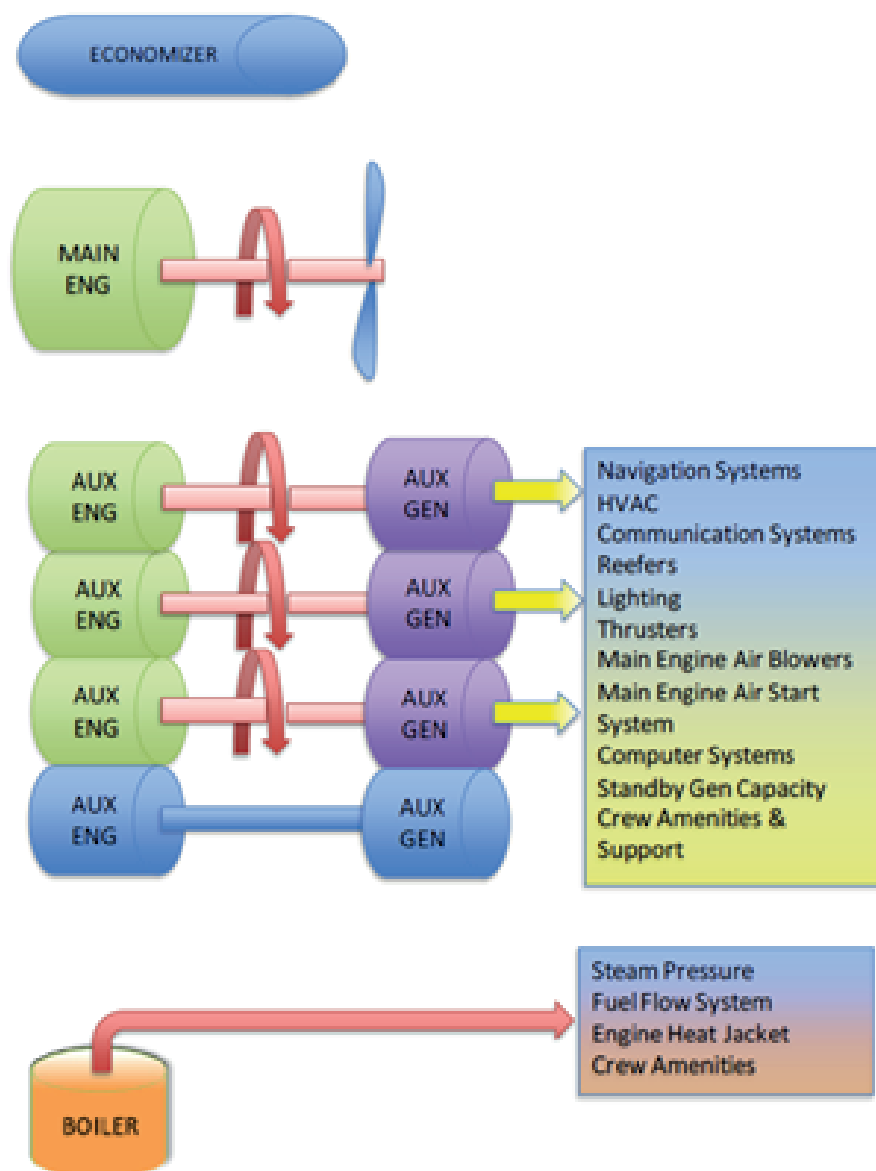 ECONOMIZER
MAIN
ENG
AUX
ENG
AUX
GEN
AUX
ENG
AUX
GEN
AUX
ENG
AUX
GEN
AUX
ENG
AUX
GEN
Navigation Systems
HVAC
Communication Systems
Reefers
Lighting
Thrusters
Main Engine Air Blowers
Main Engine Air Start
System
Computer Systems
Standby Gen Capacity
Crew Amenities &
Support
Steam Pressure
Fuel Flow System
Engine Heat Jacket
Crew Amenities
BOILER